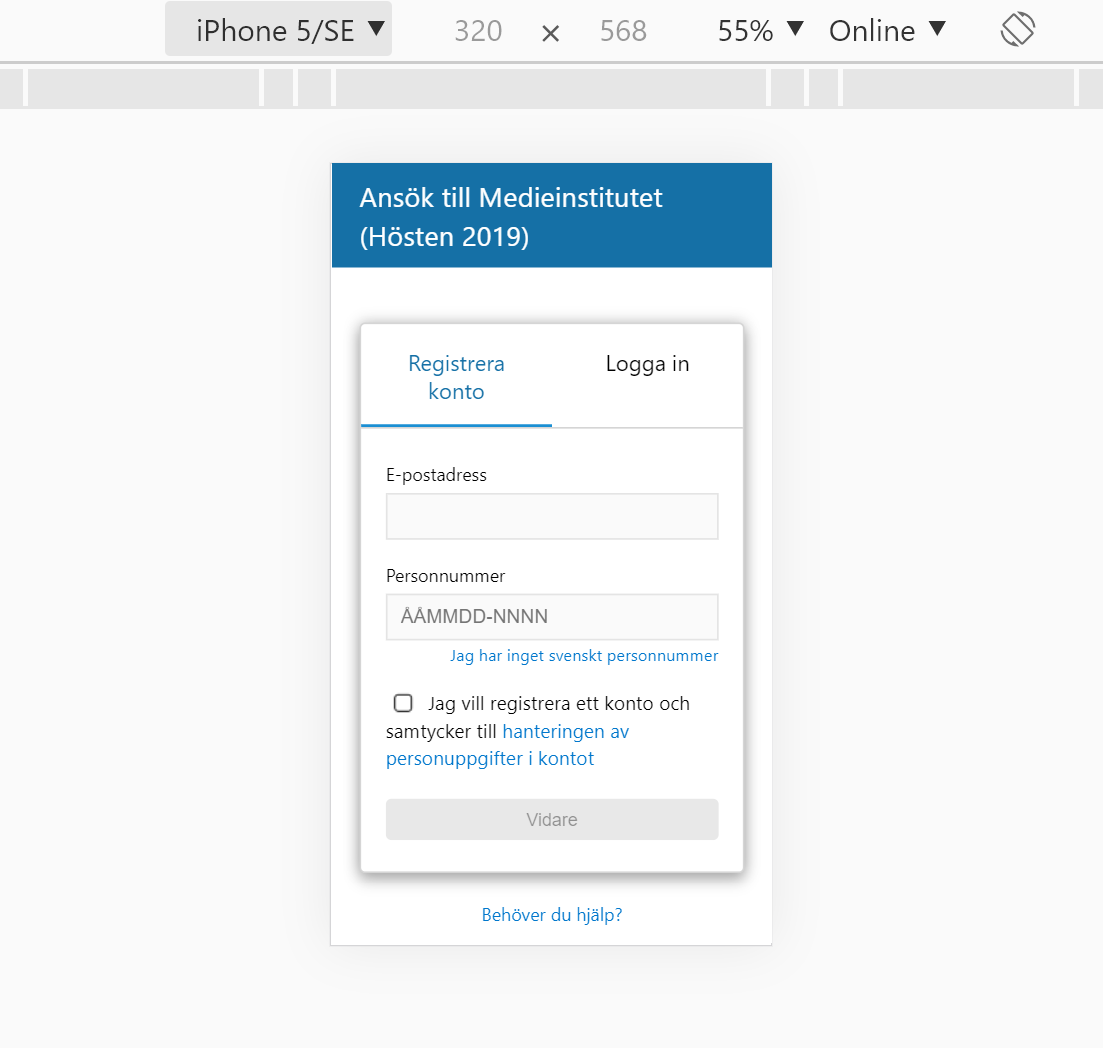 iPhone 5/SE ▼ 320 × 568 55% ▼ Online ▼
Ansök till Medieinstitutet
(Hösten 2019)
Registrera
konto
Logga in
E-postadress
Personnummer
ÅÅMMDD-NNNN
Jag har inget svenskt personnummer
Jag vill registrera ett konto och
samtycker till hanteringen av
personuppgifter i kontot
Vidare
Behöver du hjälp?